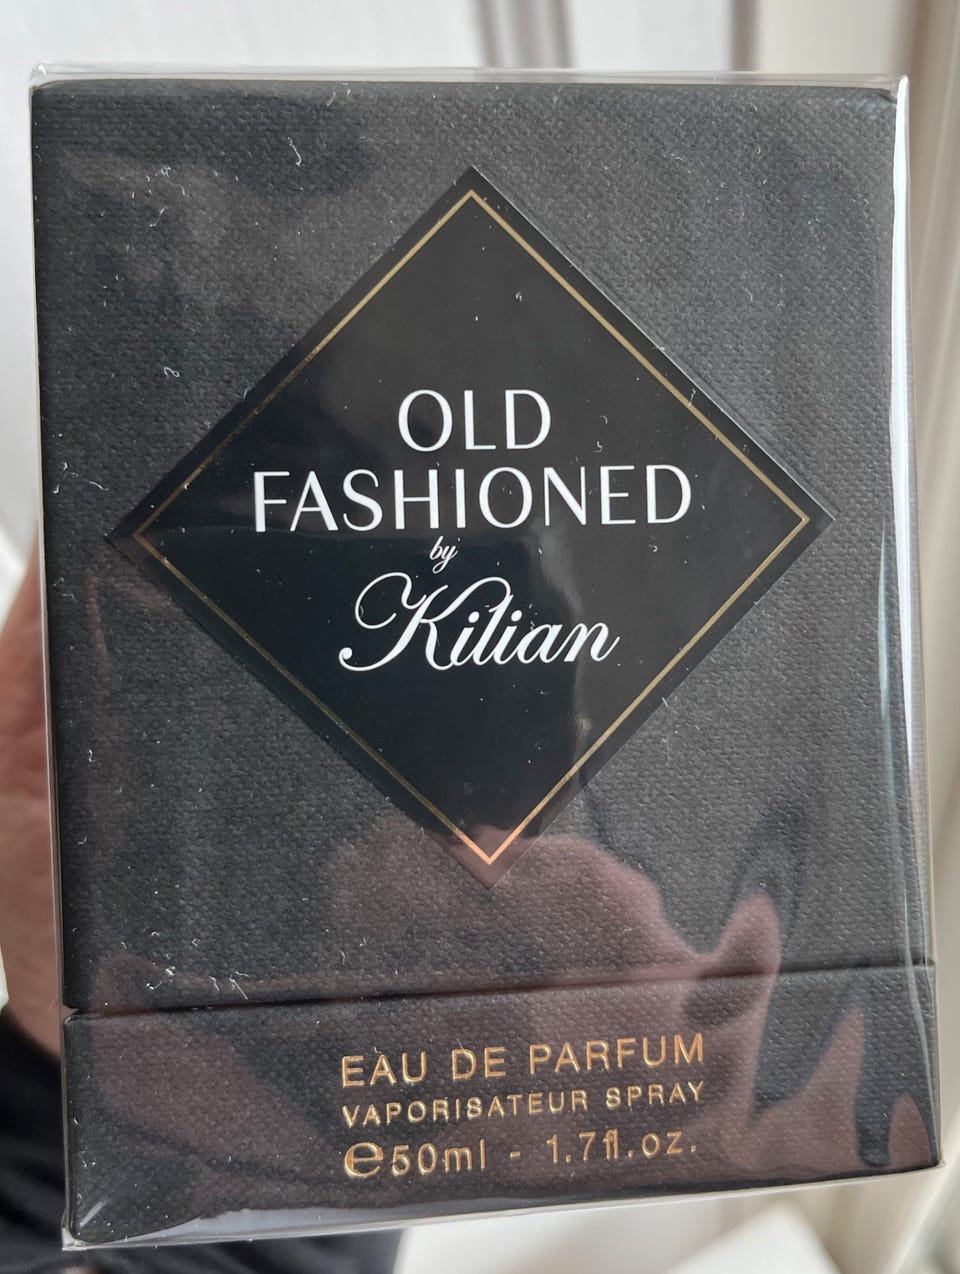 OLD
FASHIONED
by
Kilian
EAU DE PARFUM
VAPORISATEUR SPRAY
℮50ml - 1.7fl.oz.